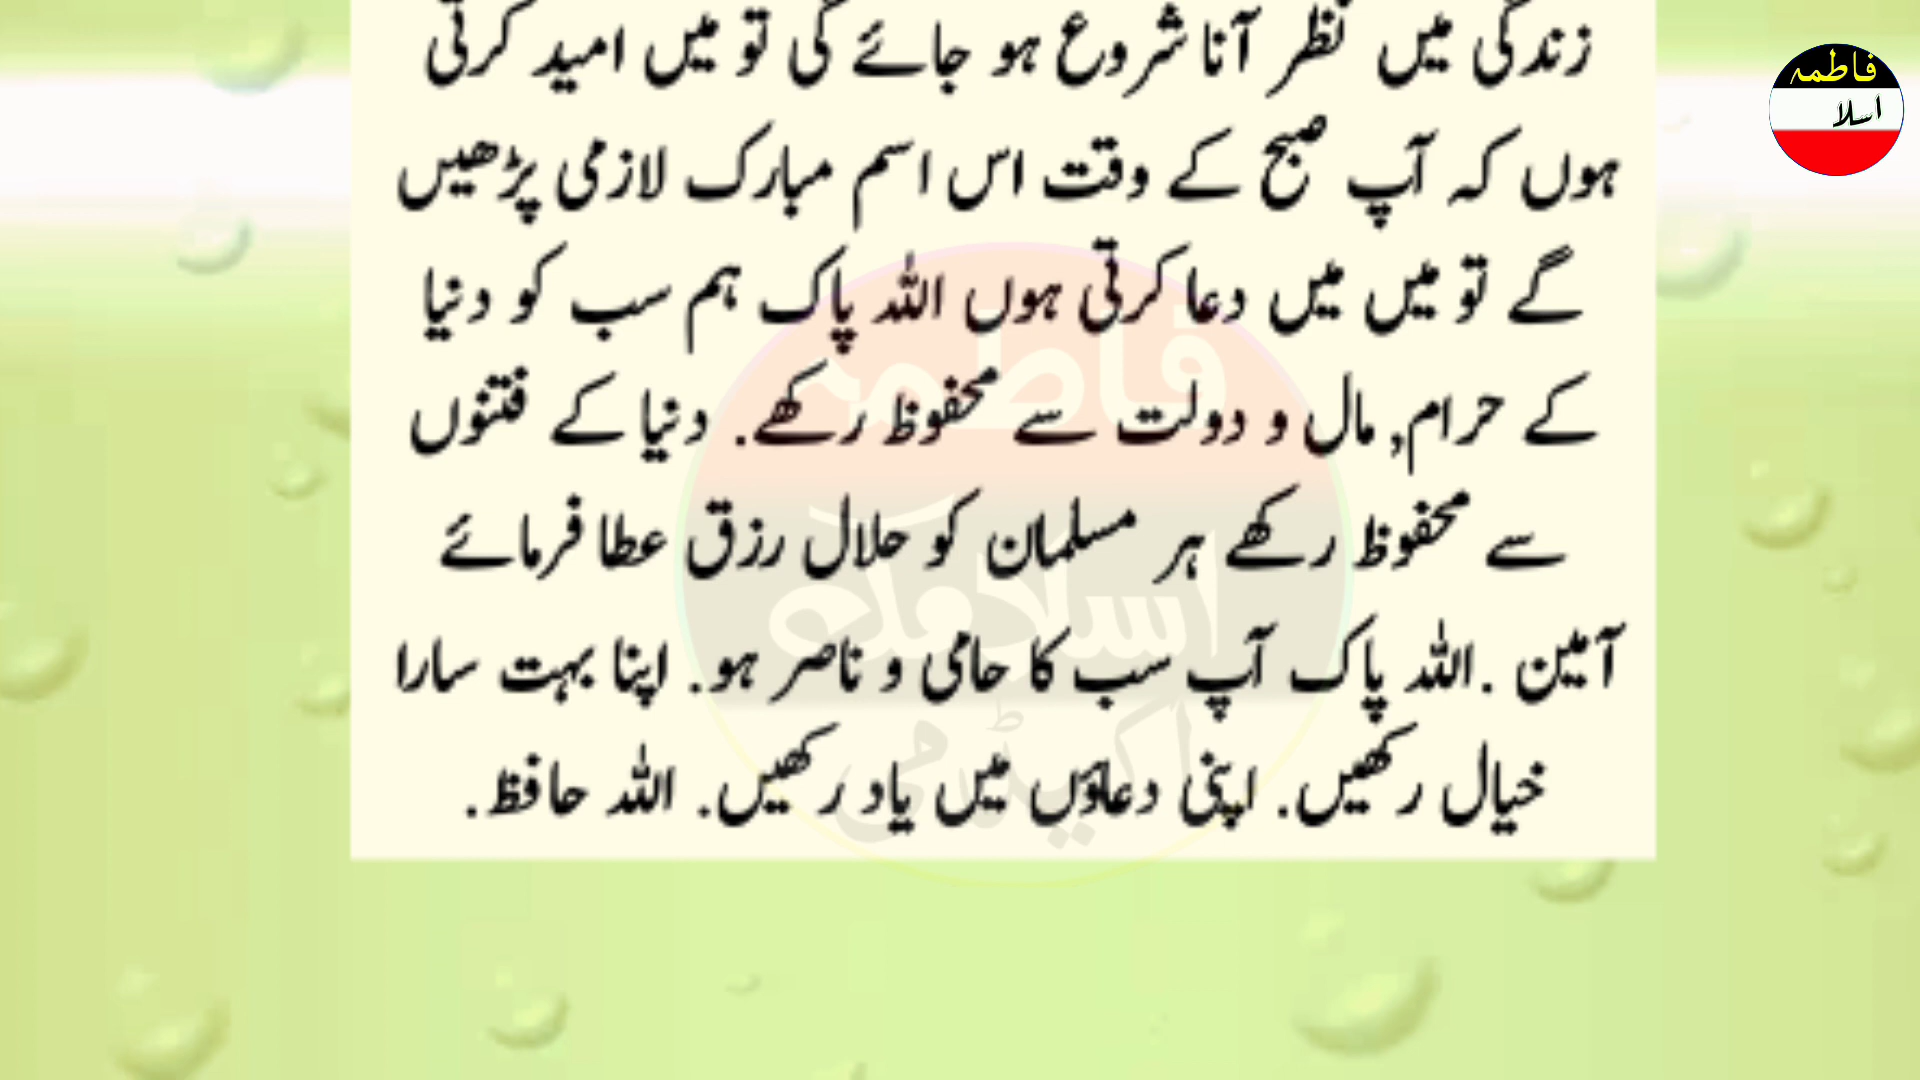 زندگی میں نظر آنا شروع ہو جائے گی تو میں امید کرتی
ہوں کہ آپ صبح کے وقت اس اسم مبارک لازمی پڑھیں
گے تو میں میں دعا کرتی ہوں اللہ پاک ہم سب کو دنیا
کے حرام, مال و دولت سے محفوظ رکھے. دنیا کے فتنوں
سے محفوظ رکھے ہر مسلمان کو حلال رزق عطا فرمائے
آمین .اللہ پاک آپ سب کا حامی و ناصر ہو. اپنا بہت سارا
خیال رکھیں. اپنی دعاؤں میں یاد رکھیں. اللہ حافظ.
فاطمہ
اسلا
فاطمہ
اسلامک
اکیڈمی